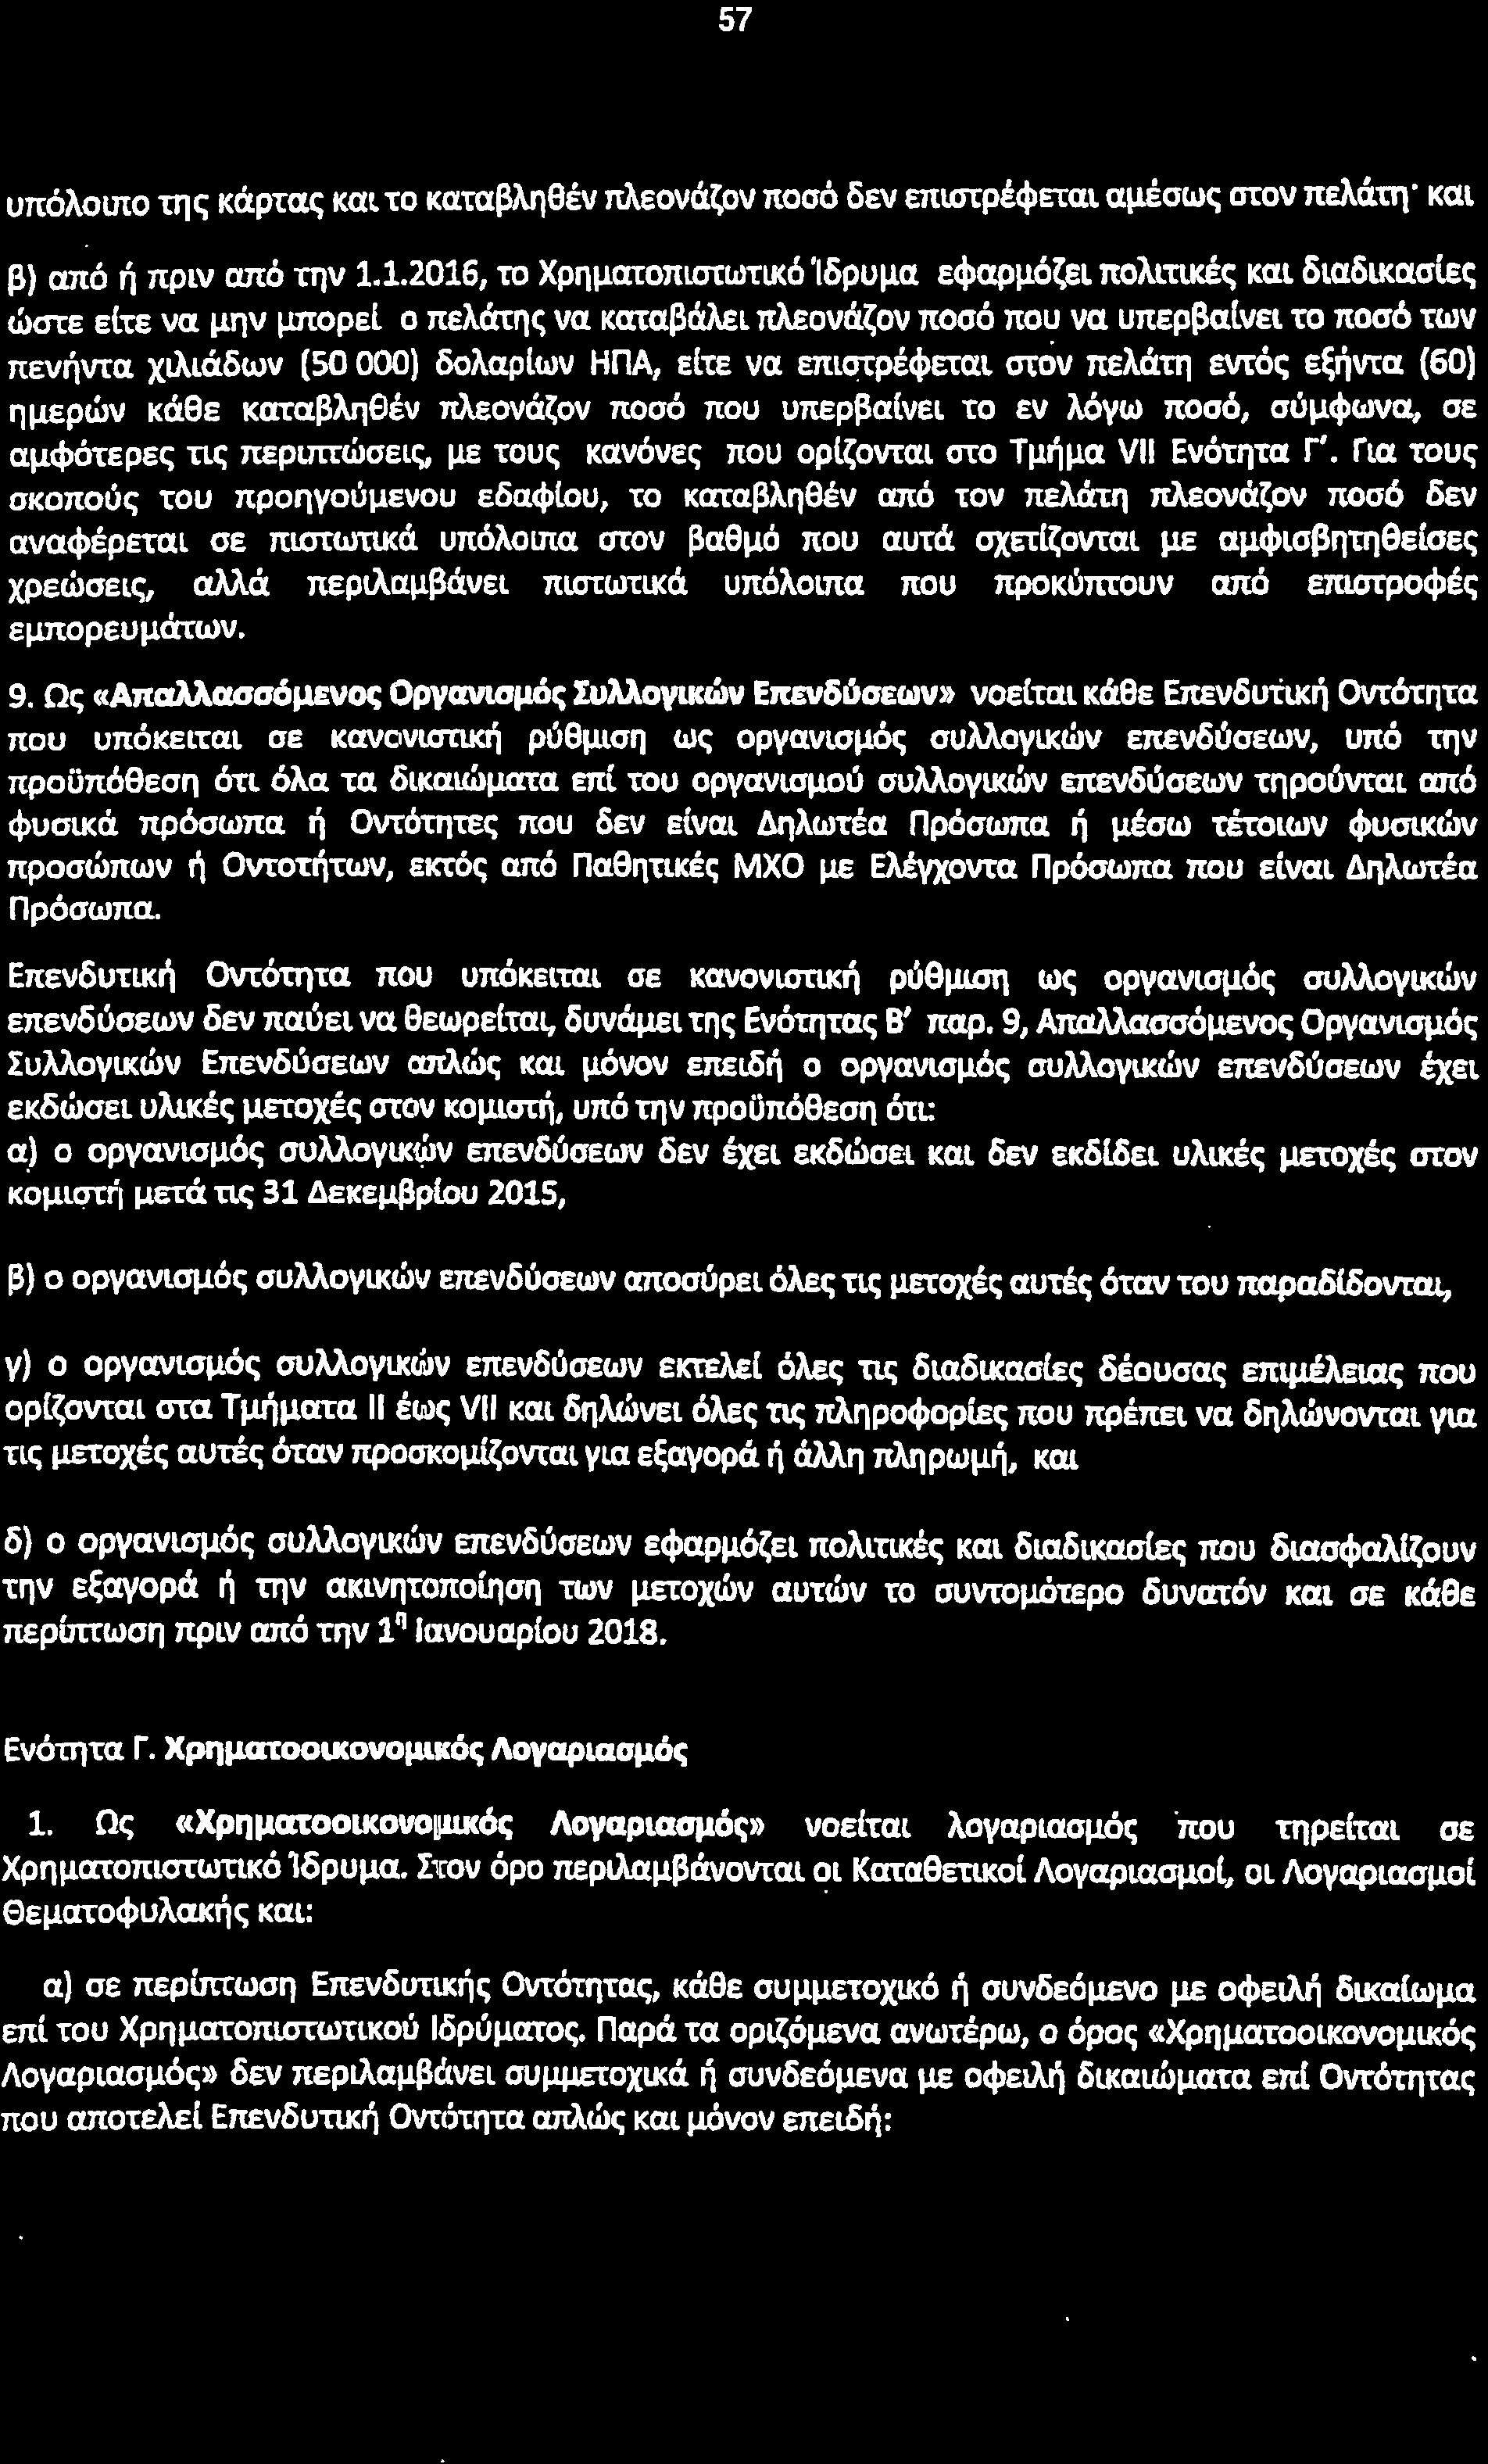 57
υπόλοιπο της κάρτας και το καταβληθέν πλεονάζον ποσό δεν επιστρέφεται αμέσως στον πελάτη· και
β) από ή πριν από την 1.1.2016, το Χρηματοπιστωτικό Ίδρυμα εφαρμόζει πολιτικές και διαδικασίες
ώστε είτε να μην μπορεί ο πελάτης να καταβάλει πλεονάζον ποσό που να υπερβαίνει το ποσό των
πενήντα χιλιάδων (50 000) δολαρίων ΗΠΑ, είτε να επιστρέφεται στον πελάτη εντός εξήντα (60)
ημερών κάθε καταβληθέν πλεονάζον ποσό που υπερβαίνει το εν λόγω ποσό, σύμφωνα, σε
αμφότερες τις περιπτώσεις, με τους κανόνες που ορίζονται στο Τμήμα VII Ενότητα Γ'. Για τους
σκοπούς του προηγούμενου εδαφίου, το καταβληθέν από τον πελάτη πλεονάζον ποσό δεν
αναφέρεται σε πιστωτικά υπόλοιπα στον βαθμό που αυτά σχετίζονται με αμφισβητηθείσες
χρεώσεις, αλλά περιλαμβάνει πιστωτικά υπόλοιπα που προκύπτουν από επιστροφές
εμπορευμάτων.
9. Ως «Απαλλασσόμενος Οργανισμός Συλλογικών Επενδύσεων» νοείται κάθε Επενδυτική Οντότητα
που υπόκειται σε κανονιστική ρύθμιση ως οργανισμός συλλογικών επενδύσεων, υπό την
προϋπόθεση ότι όλα τα δικαιώματα επί του οργανισμού συλλογικών επενδύσεων τηρούνται από
φυσικά πρόσωπα ή Οντότητες που δεν είναι Δηλωτέα Πρόσωπα ή μέσω τέτοιων φυσικών
προσώπων ή Οντοτήτων, εκτός από Παθητικές ΜΧΟ με Ελέγχοντα Πρόσωπα που είναι Δηλωτέα
Πρόσωπα.
Επενδυτική Οντότητα που υπόκειται σε κανονιστική ρύθμιση ως οργανισμός συλλογικών
επενδύσεων δεν παύει να θεωρείται, δυνάμει της Ενότητας Β' παρ. 9, Απαλλασσόμενος Οργανισμός
Συλλογικών Επενδύσεων απλώς και μόνον επειδή ο οργανισμός συλλογικών επενδύσεων έχει
εκδώσει υλικές μετοχές στον κομιστή, υπό την προϋπόθεση ότι:
α) ο οργανισμός συλλογικών επενδύσεων δεν έχει εκδώσει και δεν εκδίδει υλικές μετοχές στον
κομιστή μετά τις 31 Δεκεμβρίου 2015,
β) ο οργανισμός συλλογικών επενδύσεων αποσύρει όλες τις μετοχές αυτές όταν του παραδίδονται,
γ) ο οργανισμός συλλογικών επενδύσεων εκτελεί όλες τις διαδικασίες δέουσας επιμέλειας που
ορίζονται στα Τμήματα II έως VII και δηλώνει όλες τις πληροφορίες που πρέπει να δηλώνονται για
τις μετοχές αυτές όταν προσκομίζονται για εξαγορά ή άλλη πληρωμή, και
δ) ο οργανισμός συλλογικών επενδύσεων εφαρμόζει πολιτικές και διαδικασίες που διασφαλίζουν
την εξαγορά ή την ακινητοποίηση των μετοχών αυτών το συντομότερο δυνατόν και σε κάθε
περίπτωση πριν από την 1η Ιανουαρίου 2018.
Ενότητα Γ. Χρηματοοικονομικός Λογαριασμός
1. Ως «Χρηματοοικονομικός Λογαριασμός» νοείται λογαριασμός που τηρείται σε
Χρηματοπιστωτικό Ίδρυμα. Στον όρο περιλαμβάνονται οι Καταθετικοί Λογαριασμοί, οι Λογαριασμοί
Θεματοφυλακής και:
α) σε περίπτωση Επενδυτικής Οντότητας, κάθε συμμετοχικό ή συνδεόμενο με οφειλή δικαίωμα
επί του Χρηματοπιστωτικού Ιδρύματος. Παρά τα οριζόμενα ανωτέρω, ο όρος «Χρηματοοικονομικός
Λογαριασμός» δεν περιλαμβάνει συμμετοχικά ή συνδεόμενα με οφειλή δικαιώματα επί Οντότητας
που αποτελεί Επενδυτική Οντότητα απλώς και μόνον επειδή: